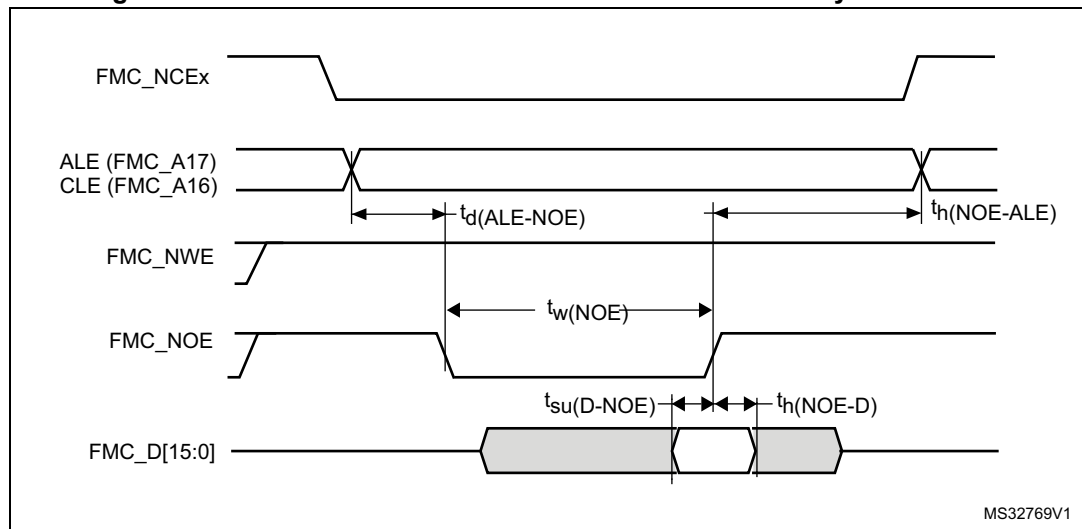 FMC_NCEx
ALE (FMC_A17)
CLE (FMC_A16)
td(ALE-NOE)
th(NOE-ALE)
FMC_NWE
tw(NOE)
FMC_NOE
tsu(D-NOE)
th(NOE-D)
FMC_D[15:0]
MS32769V1